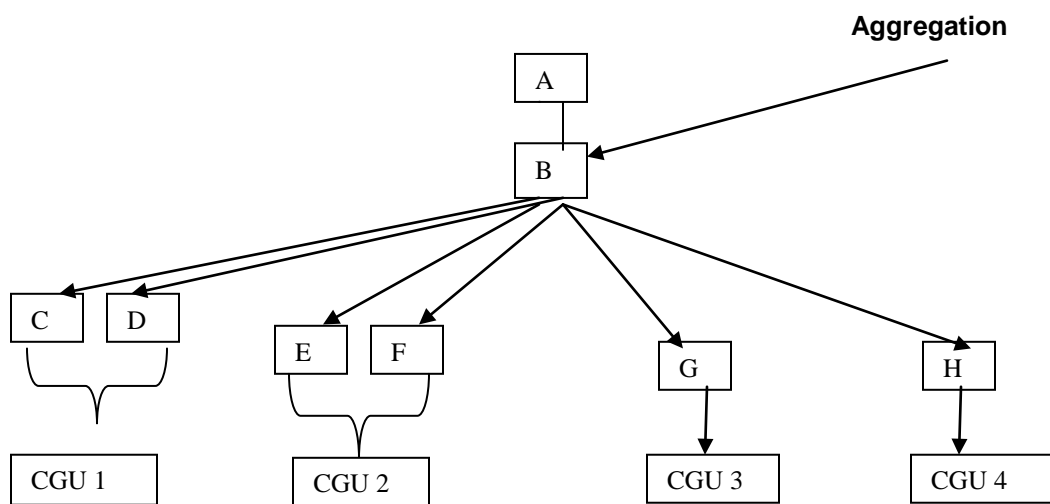 Aggregation
A
B
C D
E F
G
H
CGU 1
CGU 2
CGU 3
CGU 4